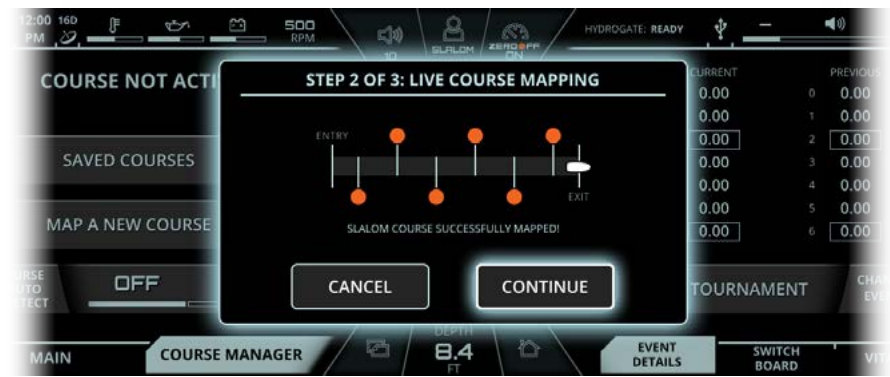 12:00 16D
PM
500
RPM
10
SLALOM
ZEROOFF
ON
HYDROGATE: READY
COURSE NOT ACTI
SAVED COURSES
MAP A NEW COURSE
OFF
STEP 2 OF 3: LIVE COURSE MAPPING
ENTRY
EXIT
SLALOM COURSE SUCCESSFULLY MAPPED!
CANCEL
CONTINUE
CURRENT PREVIOUS
0.00 0 0.00
0.00 1 0.00
0.00 2 0.00
0.00 3 0.00
0.00 4 0.00
0.00 5 0.00
0.00 6 0.00
TOURNAMENT
MAIN
COURSE MANAGER
DEPTH
8.4
FT
EVENT
DETAILS
SWITCH
BOARD